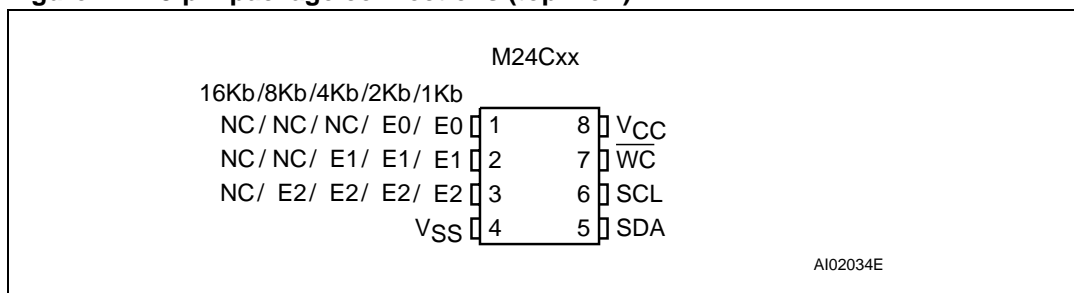 M24Cxx
16Kb/8Kb/4Kb/2Kb/1Kb
NC/ NC/ NC/ E0/ E0 1 8 VCC
NC/ NC/ E1/ E1/ E1 2 7 W̅C̅
NC/ E2/ E2/ E2/ E2 3 6 SCL
VSS 4 5 SDA
AI02034E